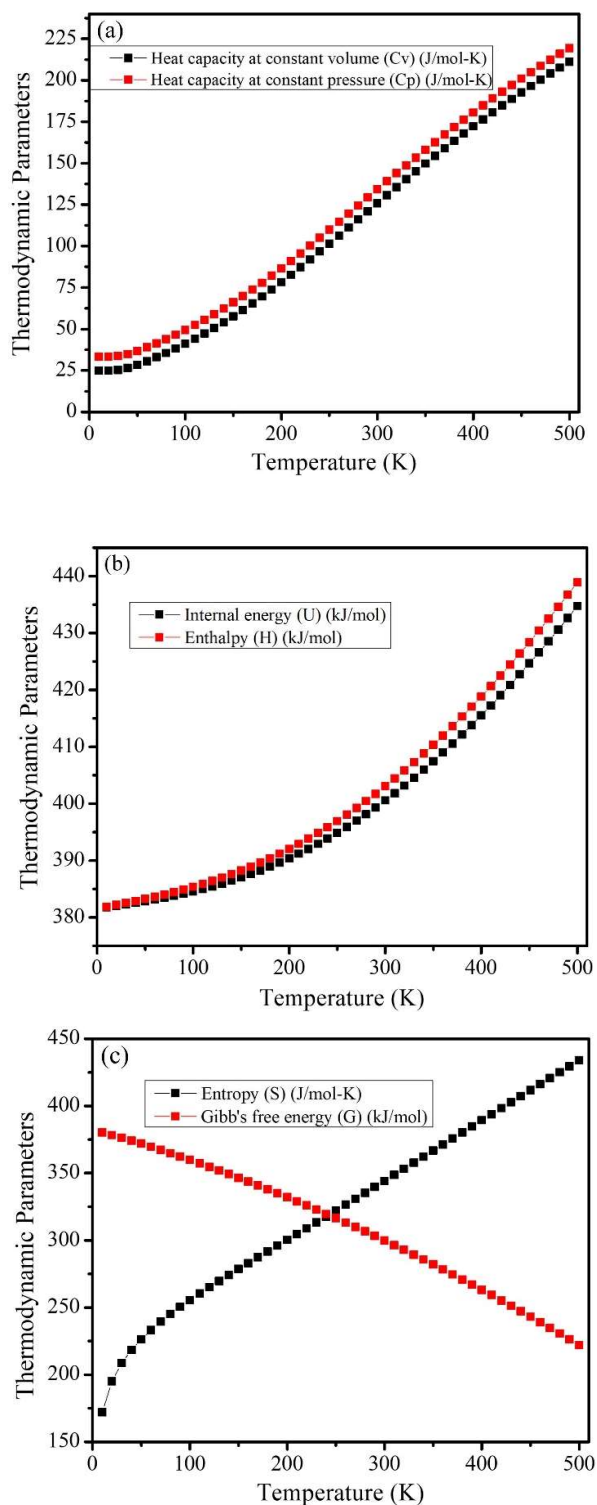 (a)
Heat capacity at constant volume (Cv) (J/mol-K)
Heat capacity at constant pressure (Cp) (J/mol-K)
Thermodynamic Parameters
225
200
175
150
125
100
75
50
25
0
0 100 200 300 400 500
Temperature (K)
(b)
Internal energy (U) (kJ/mol)
Enthalpy (H) (kJ/mol)
Thermodynamic Parameters
440
430
420
410
400
390
380
0 100 200 300 400 500
Temperature (K)
(c)
Entropy (S) (J/mol-K)
Gibb's free energy (G) (kJ/mol)
Thermodynamic Parameters
450
400
350
300
250
200
150
0 100 200 300 400 500
Temperature (K)